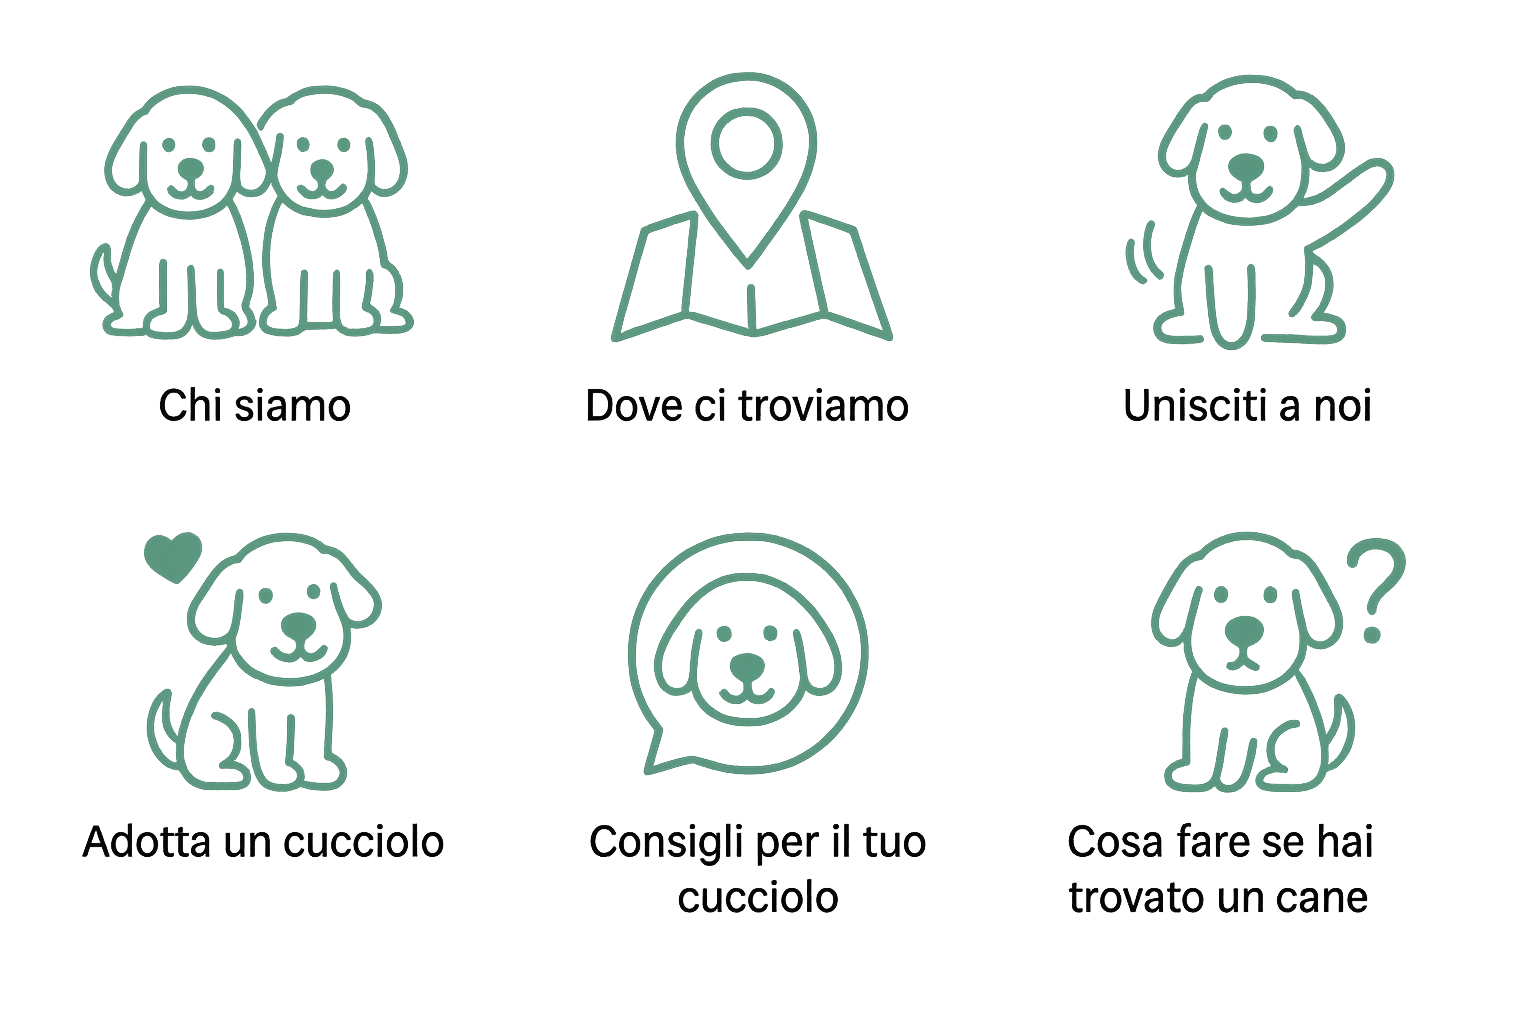 Chi siamo
Dove ci troviamo
Unisciti a noi
Adotta un cucciolo
Consigli per il tuo
cucciolo
Cosa fare se hai
trovato un cane